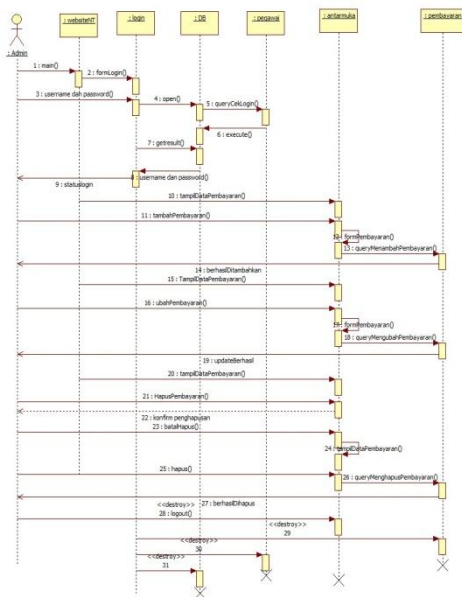 : Admin
: websiteNT
: login
: DB
: pegawai
: antarmuka
: pembayaran
1 : main()
2 : formLogin()
3 : username dan password()
4 : open()
5 : queryCekLogin()
6 : execute()
7 : getresult()
8 : username dan password()
9 : statuslogin
10 : tampilDataPembayaran()
11 : tambahPembayaran()
12 : formPembayaran()
13 : queryMenambahPembayaran()
14 : berhasilDitambahkan
15 : TampilDataPembayaran()
16 : ubahPembayaran()
: formPembayaran()
18 : queryMengubahPembayaran()
19 : updateBerhasil
20 : tampilDataPembayaran()
21 : HapusPembayaran()
22 : konfirm penghapusan
23 : batalHapus()
24 : tampilDataPembayaran()
25 : hapus()
26 : queryMenghapusPembayaran()
27 : berhasilDihapus
<<destroy>>
28 : logout()
<<destroy>>
29
<<destroy>>
30
<<destroy>>
31